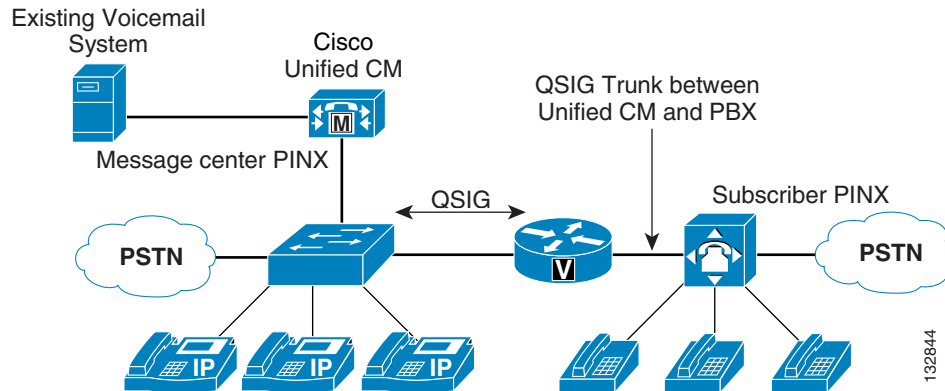 Existing Voicemail
System
Cisco
Unified CM
M
QSIG Trunk between
Unified CM and PBX
Message center PINX
QSIG
Subscriber PINX
PSTN
V
PSTN
IP
IP
IP
132844